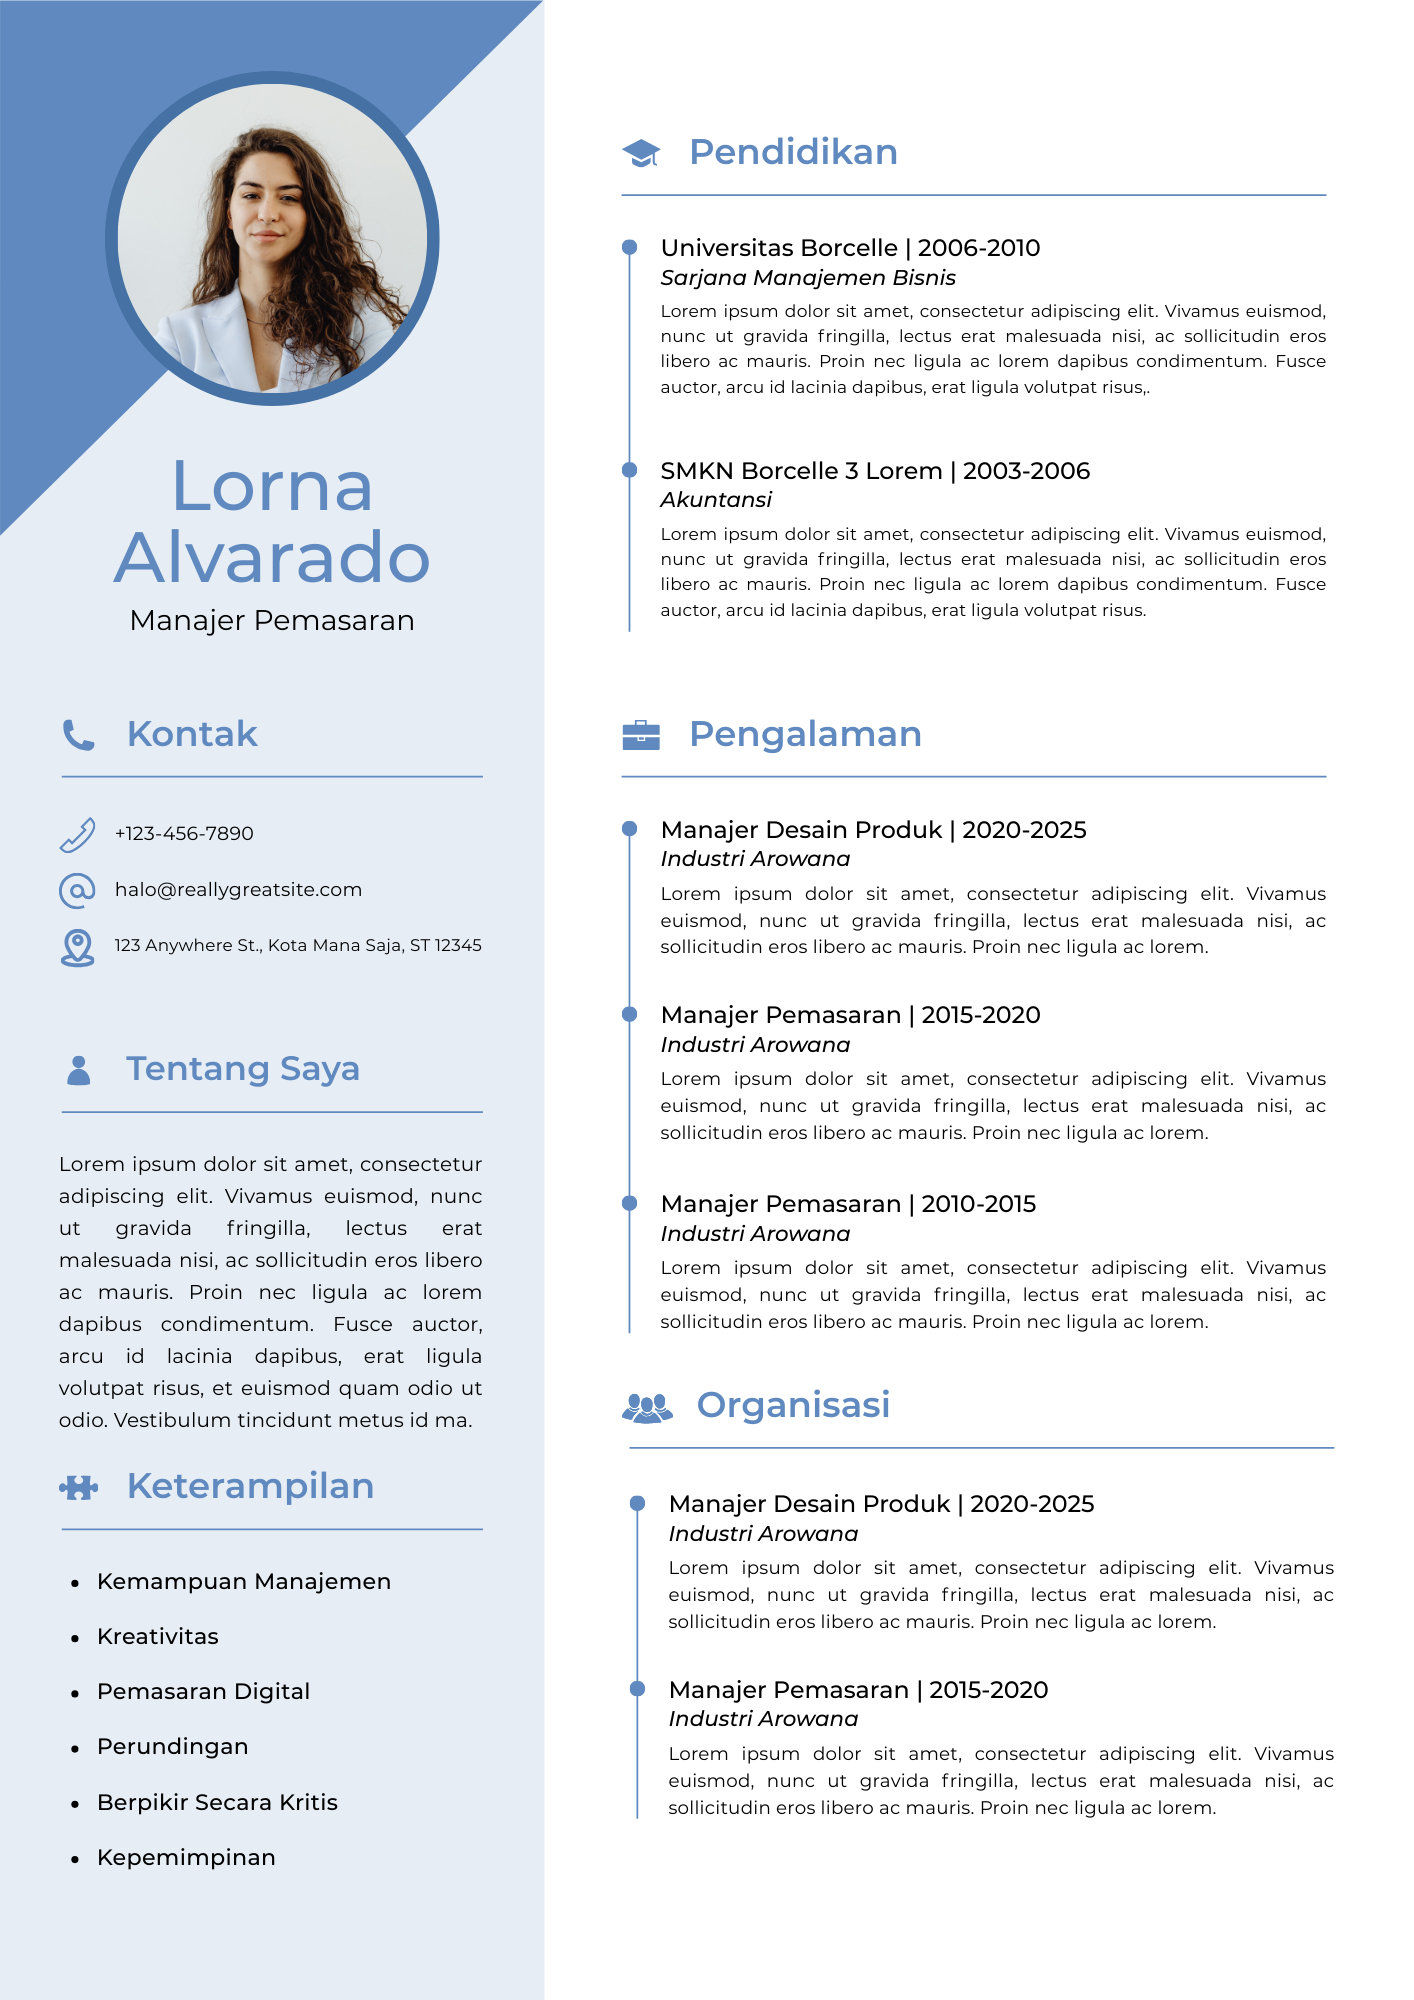 Lorna
Alvarado
Manajer Pemasaran
Kontak
+123-456-7890
halo@reallygreatsite.com
123 Anywhere St., Kota Mana Saja, ST 12345
Tentang Saya
Lorem ipsum dolor sit amet, consectetur
adipiscing elit. Vivamus euismod, nunc
ut gravida fringilla, lectus erat
malesuada nisi, ac sollicitudin eros libero
ac mauris. Proin nec ligula ac lorem
dapibus condimentum. Fusce auctor,
arcu id lacinia dapibus, erat ligula
volutpat risus, et euismod quam odio ut
odio. Vestibulum tincidunt metus id ma.
Keterampilan
• Kemampuan Manajemen
• Kreativitas
• Pemasaran Digital
• Perundingan
• Berpikir Secara Kritis
• Kepemimpinan
Pendidikan
Universitas Borcelle | 2006-2010
Sarjana Manajemen Bisnis
Lorem ipsum dolor sit amet, consectetur adipiscing elit. Vivamus euismod,
nunc ut gravida fringilla, lectus erat malesuada nisi, ac sollicitudin eros
libero ac mauris. Proin nec ligula ac lorem dapibus condimentum. Fusce
auctor, arcu id lacinia dapibus, erat ligula volutpat risus,.
SMKN Borcelle 3 Lorem | 2003-2006
Akuntansi
Lorem ipsum dolor sit amet, consectetur adipiscing elit. Vivamus euismod,
nunc ut gravida fringilla, lectus erat malesuada nisi, ac sollicitudin eros
libero ac mauris. Proin nec ligula ac lorem dapibus condimentum. Fusce
auctor, arcu id lacinia dapibus, erat ligula volutpat risus.
Pengalaman
Manajer Desain Produk | 2020-2025
Industri Arowana
Lorem ipsum dolor sit amet, consectetur adipiscing elit. Vivamus
euismod, nunc ut gravida fringilla, lectus erat malesuada nisi, ac
sollicitudin eros libero ac mauris. Proin nec ligula ac lorem.
Manajer Pemasaran | 2015-2020
Industri Arowana
Lorem ipsum dolor sit amet, consectetur adipiscing elit. Vivamus
euismod, nunc ut gravida fringilla, lectus erat malesuada nisi, ac
sollicitudin eros libero ac mauris. Proin nec ligula ac lorem.
Manajer Pemasaran | 2010-2015
Industri Arowana
Lorem ipsum dolor sit amet, consectetur adipiscing elit. Vivamus
euismod, nunc ut gravida fringilla, lectus erat malesuada nisi, ac
sollicitudin eros libero ac mauris. Proin nec ligula ac lorem.
Organisasi
Manajer Desain Produk | 2020-2025
Industri Arowana
Lorem ipsum dolor sit amet, consectetur adipiscing elit. Vivamus
euismod, nunc ut gravida fringilla, lectus erat malesuada nisi, ac
sollicitudin eros libero ac mauris. Proin nec ligula ac lorem.
Manajer Pemasaran | 2015-2020
Industri Arowana
Lorem ipsum dolor sit amet, consectetur adipiscing elit. Vivamus
euismod, nunc ut gravida fringilla, lectus erat malesuada nisi, ac
sollicitudin eros libero ac mauris. Proin nec ligula ac lorem.